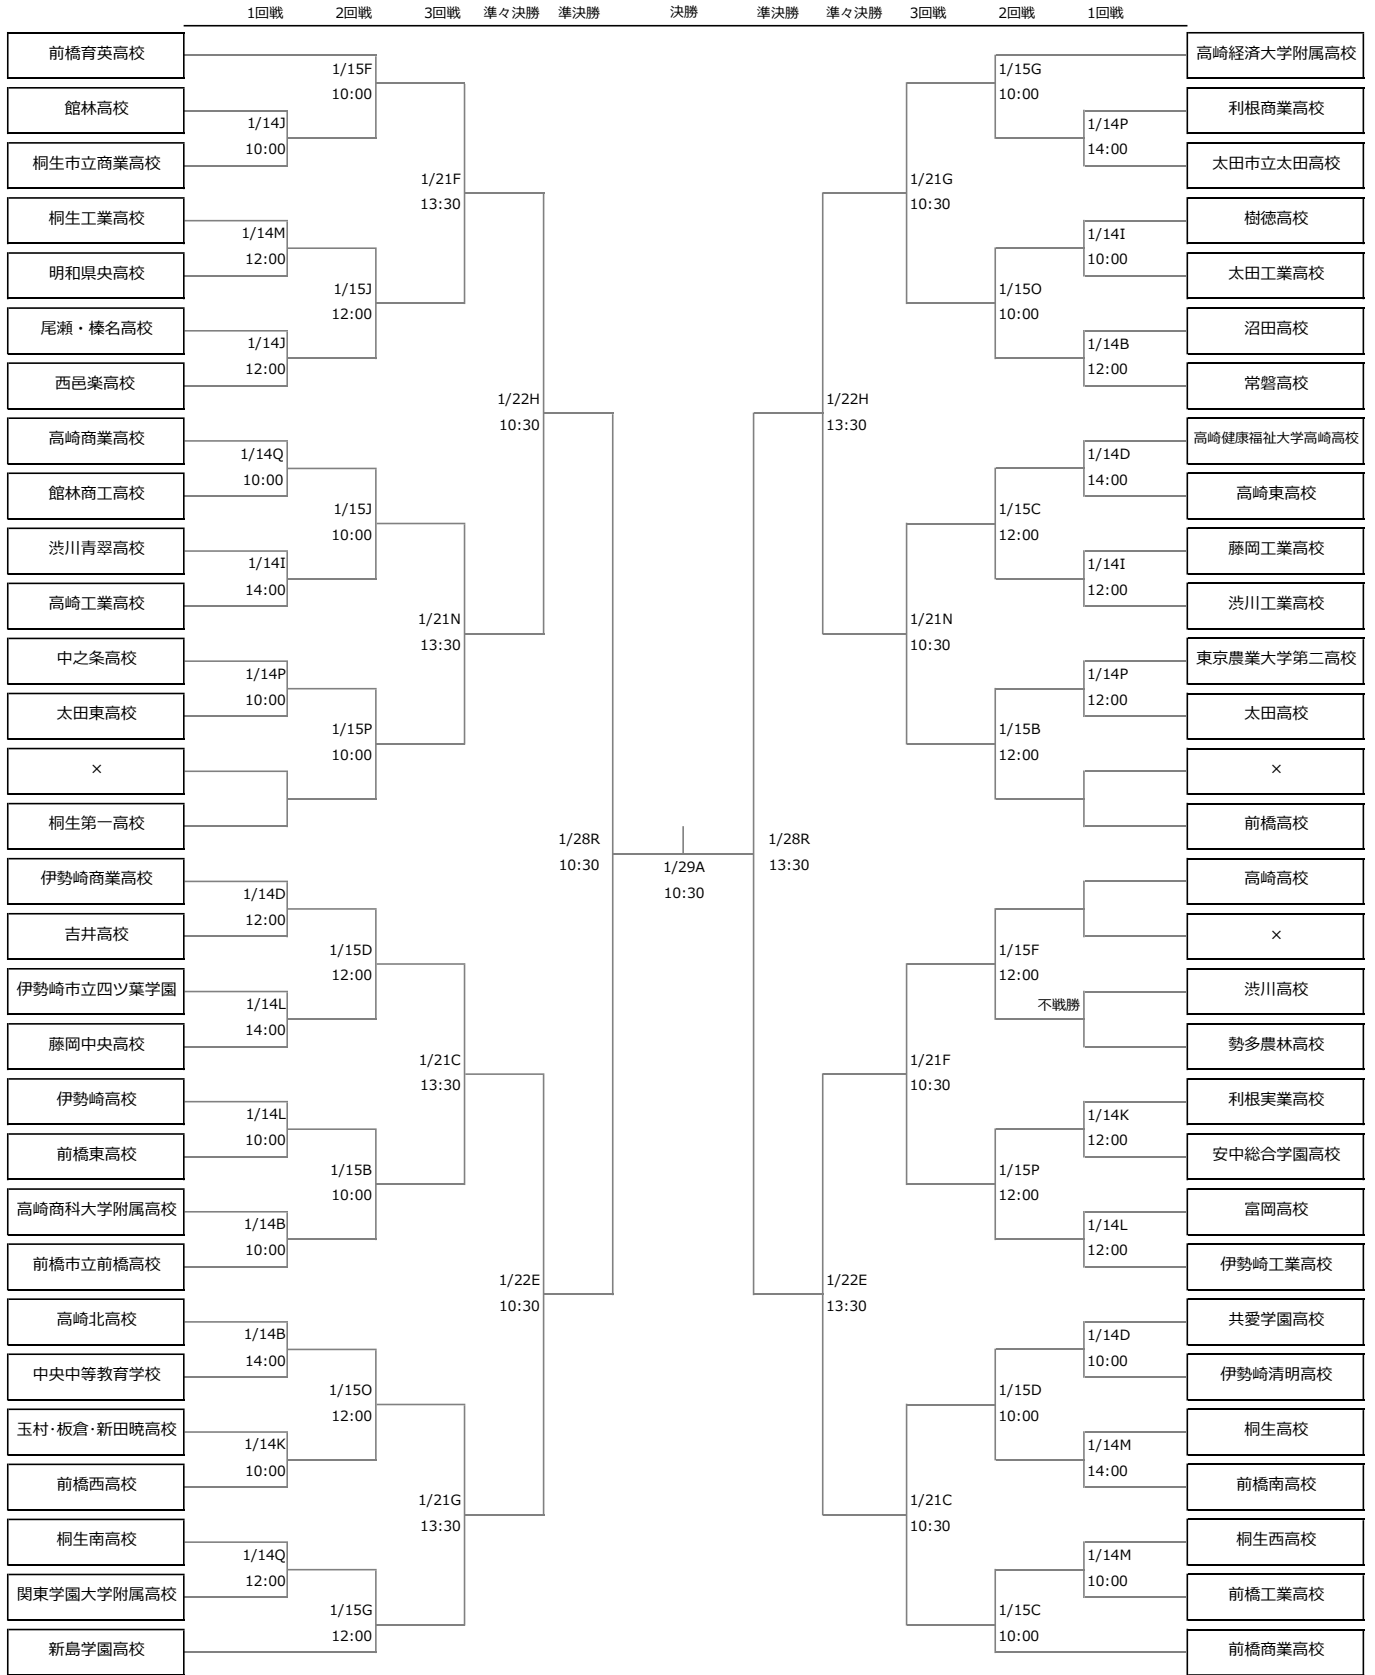 1回戦 2回戦 3回戦 準々決勝 準決勝 決勝 準決勝 準々決勝 3回戦 2回戦 1回戦
前橋育英高校
館林高校
桐生市立商業高校
桐生工業高校
明和県央高校
尾瀬・榛名高校
西邑楽高校
高崎商業高校
館林商工高校
渋川青翠高校
高崎工業高校
中之条高校
太田東高校
×
桐生第一高校
伊勢崎商業高校
吉井高校
伊勢崎市立四ツ葉学園
藤岡中央高校
伊勢崎高校
前橋東高校
高崎商科大学附属高校
前橋市立前橋高校
高崎北高校
中央中等教育学校
玉村・板倉・新田暁高校
前橋西高校
桐生南高校
関東学園大学附属高校
新島学園高校
1/14J
10:00
1/14M
12:00
1/14J
12:00
1/14Q
10:00
1/14I
14:00
1/14P
10:00
1/14D
12:00
1/14L
14:00
1/14L
10:00
1/14B
10:00
1/14B
14:00
1/14K
10:00
1/14Q
12:00
1/15F
10:00
1/15J
12:00
1/15J
10:00
1/15P
10:00
1/15D
12:00
1/15B
10:00
1/15O
12:00
1/15G
12:00
1/21F
13:30
1/21N
13:30
1/21C
13:30
1/21G
13:30
1/22H
10:30
1/22E
10:30
1/28R
10:30
1/29A
10:30
1/28R
13:30
1/22H
13:30
1/22E
13:30
1/21G
10:30
1/21N
10:30
1/21F
10:30
1/21C
10:30
1/15G
10:00
1/15O
10:00
1/15C
12:00
1/15B
12:00
1/15F
12:00
1/15P
12:00
1/15D
10:00
1/15C
10:00
1/14P
14:00
1/14I
10:00
1/14B
12:00
1/14D
14:00
1/14I
12:00
1/14P
12:00
不戦勝
1/14K
12:00
1/14L
12:00
1/14D
10:00
1/14M
14:00
1/14M
10:00
高崎経済大学附属高校
利根商業高校
太田市立太田高校
樹徳高校
太田工業高校
沼田高校
常磐高校
高崎健康福祉大学高崎高校
高崎東高校
藤岡工業高校
渋川工業高校
東京農業大学第二高校
太田高校
×
前橋高校
高崎高校
×
渋川高校
勢多農林高校
利根実業高校
安中総合学園高校
富岡高校
伊勢崎工業高校
共愛学園高校
伊勢崎清明高校
桐生高校
前橋南高校
桐生西高校
前橋工業高校
前橋商業高校